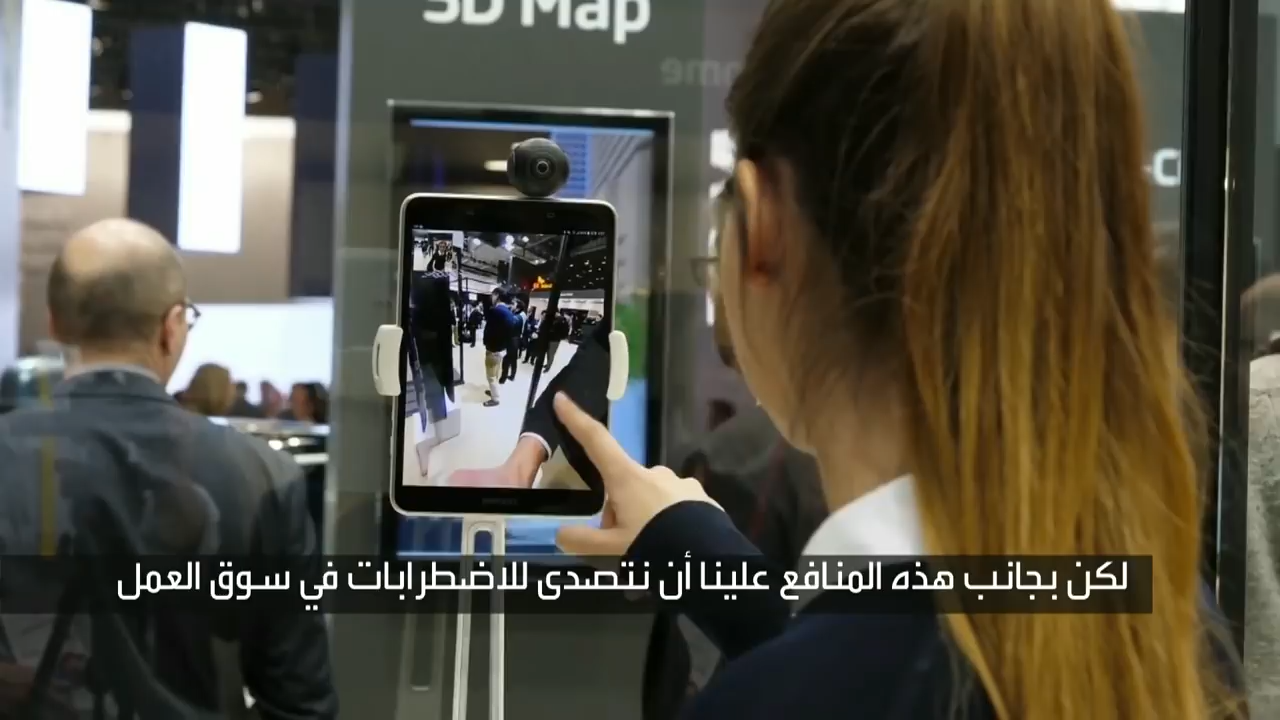 3D Map
لكن بجانب هذه المنافع علينا أن نتصدى للاضطرابات في سوق العمل